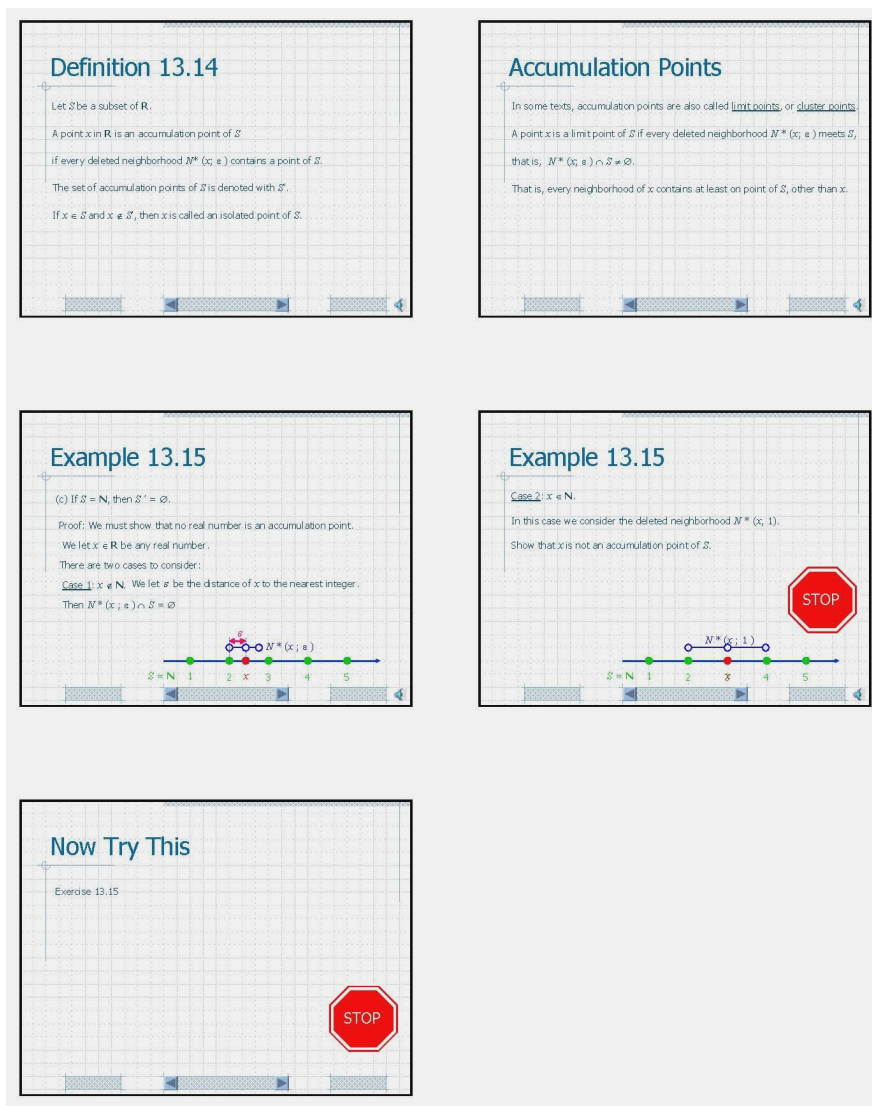 Definition 13.14
Let S be a subset of R.
A point x in R is an accumulation point of S
if every deleted neighborhood N* (x; ε) contains a point of S.
The set of accumulation points of S is denoted with S'.
If x ∈ S and x ∉ S', then x is called an isolated point of S.
Accumulation Points
In some texts, accumulation points are also called limit points, or cluster points.
A point x is a limit point of S if every deleted neighborhood N* (x; ε) meets S,
that is, N* (x; ε) ∩ S ≠ ∅.
That is, every neighborhood of x contains at least on point of S, other than x.
Example 13.15
(c) If S = N, then S' = ∅.
Proof: We must show that no real number is an accumulation point.
We let x ∈ R be any real number.
There are two cases to consider:
Case 1: x ∉ N. We let ε be the distance of x to the nearest integer.
Then N* (x; ε) ∩ S = ∅
ε
N* (x; ε)
S = N 1 2 x 3 4 5
Example 13.15
Case 2: x ∈ N.
In this case we consider the deleted neighborhood N* (x, 1).
Show that x is not an accumulation point of S.
STOP
N* (x; 1)
S = N 1 2 x 4 5
Now Try This
Exercise 13.15
STOP